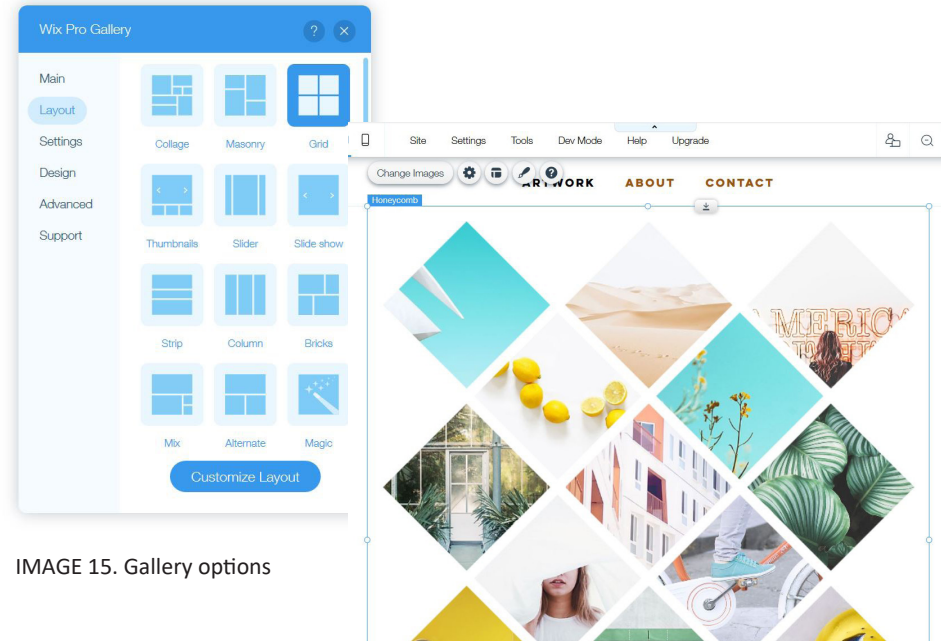 Wix Pro Gallery
?
Main
Layout
Settings
Design
Advanced
Support
Collage
Masonry
Grid
Thumbnails
Slider
Slide show
Strip
Column
Bricks
Mix
Alternate
Magic
Customize Layout
Site Settings Tools Dev Mode Help Upgrade
Change Images
?
ARTWORK ABOUT CONTACT
Honeycomb
AMERIC
IMAGE 15. Gallery options